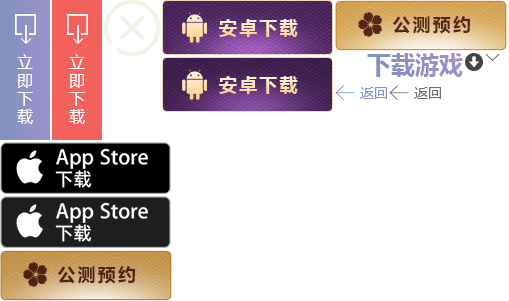 立即下载
立即下载
安卓下载
安卓下载
公测预约
下载游戏
返回
返回
App Store
下载
App Store
下载
公测预约